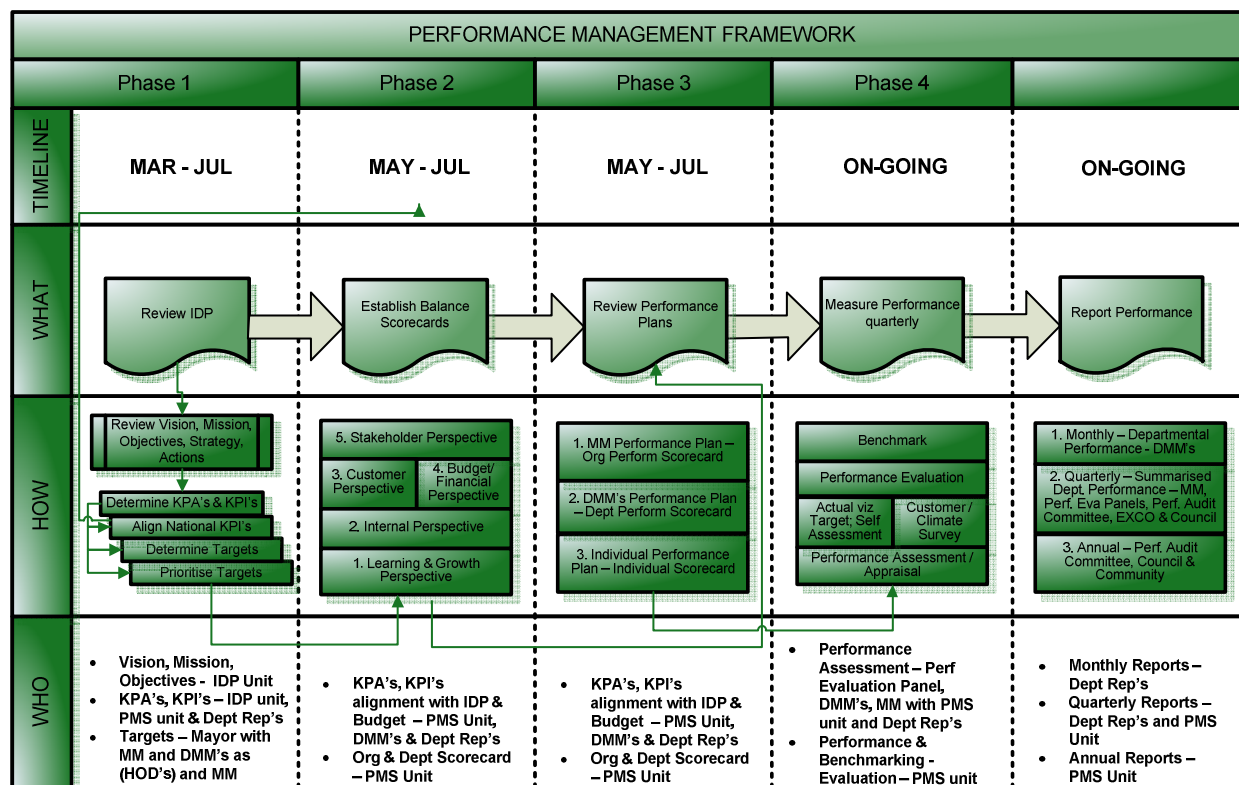 PERFORMANCE MANAGEMENT FRAMEWORK
Phase 1
Phase 2
Phase 3
Phase 4
TIMELINE
MAR - JUL
MAY - JUL
MAY - JUL
ON-GOING
ON-GOING
WHAT
Review IDP
Establish Balance
Scorecards
Review Performance
Plans
Measure Performance
quarterly
Report Performance
HOW
Review Vision, Mission,
Objectives, Strategy,
Actions
Determine KPA's & KPI's
Align National KPI's
Determine Targets
Prioritise Targets
5. Stakeholder Perspective
3. Customer
Perspective
4. Budget/
Financial
Perspective
2. Internal Perspective
1. Learning & Growth
Perspective
1. MM Performance Plan –
Org Perform Scorecard
2. DMM's Performance Plan
– Dept Perform Scorecard
3. Individual Performance
Plan – Individual Scorecard
Benchmark
Performance Evaluation
Actual viz
Target; Self
Assessment
Customer /
Climate
Survey
Performance Assessment /
Appraisal
1. Monthly – Departmental
Performance - DMM's
2. Quarterly – Summarised
Dept. Performance – MM,
Perf. Eva Panels, Perf. Audit
Committee, EXCO & Council
3. Annual – Perf. Audit
Committee, Council &
Community
WHO
• Vision, Mission,
Objectives - IDP Unit
• KPA's, KPI's – IDP unit,
PMS unit & Dept Rep's
• Targets – Mayor with
MM and DMM's as
(HOD's) and MM
• KPA's, KPI's
alignment with IDP &
Budget – PMS Unit,
DMM's & Dept Rep's
• Org & Dept Scorecard
– PMS Unit
• KPA's, KPI's
alignment with IDP &
Budget – PMS Unit,
DMM's & Dept Rep's
• Org & Dept Scorecard
– PMS Unit
• Performance
Assessment – Perf
Evaluation Panel,
DMM's, MM with PMS
unit and Dept Rep's
• Performance &
Benchmarking -
Evaluation – PMS unit
• Monthly Reports –
Dept Rep's
• Quarterly Reports –
Dept Rep's and PMS
Unit
• Annual Reports –
PMS Unit